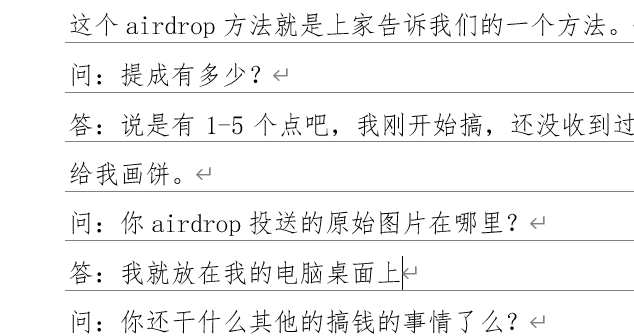 这个 airdrop 方法就是上家告诉我们的一个方法。
问：提成有多少？
答：说是有 1-5 个点吧，我刚开始搞，还没收到过
给我画饼。
问：你 airdrop 投送的原始图片在哪里？
答：我就放在我的电脑桌面上
问：你还干什么其他的搞钱的事情了么？